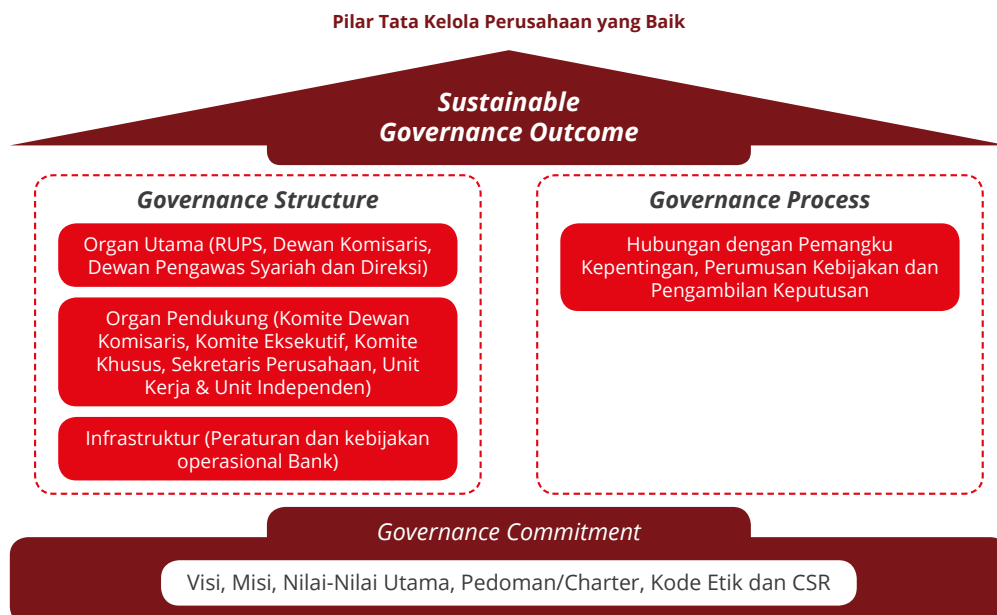 Pilar Tata Kelola Perusahaan yang Baik
Sustainable
Governance Outcome
Governance Structure
Organ Utama (RUPS, Dewan Komisaris,
Dewan Pengawas Syariah dan Direksi)
Organ Pendukung (Komite Dewan
Komisaris, Komite Eksekutif, Komite
Khusus, Sekretaris Perusahaan, Unit
Kerja & Unit Independen)
Infrastruktur (Peraturan dan kebijakan
operasional Bank)
Governance Process
Hubungan dengan Pemangku
Kepentingan, Perumusan Kebijakan dan
Pengambilan Keputusan
Governance Commitment
Visi, Misi, Nilai-Nilai Utama, Pedoman/Charter, Kode Etik dan CSR